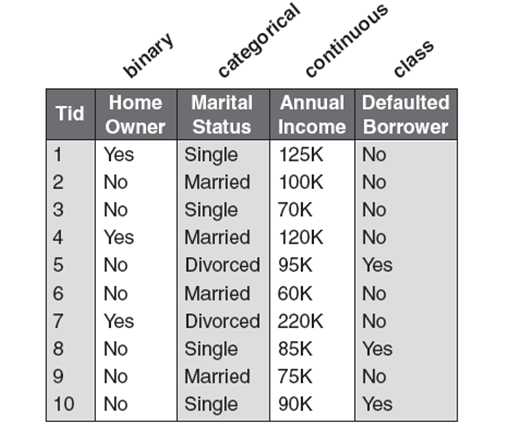 binary categorical continuous class
Tid Home Owner Marital Status Annual Income Defaulted Borrower
1 Yes Single 125K No
2 No Married 100K No
3 No Single 70K No
4 Yes Married 120K No
5 No Divorced 95K Yes
6 No Married 60K No
7 Yes Divorced 220K No
8 No Single 85K Yes
9 No Married 75K No
10 No Single 90K Yes